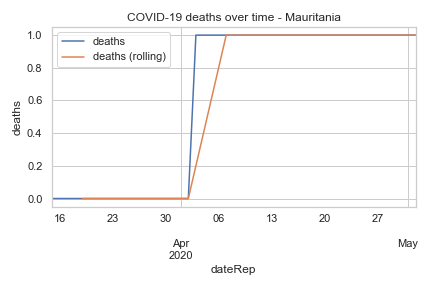 COVID-19 deaths over time - Mauritania
deaths
deaths (rolling)
1.0
0.8
0.6
0.4
0.2
0.0
deaths
16 23 30 06 13 20 27
Apr May
2020
dateRep